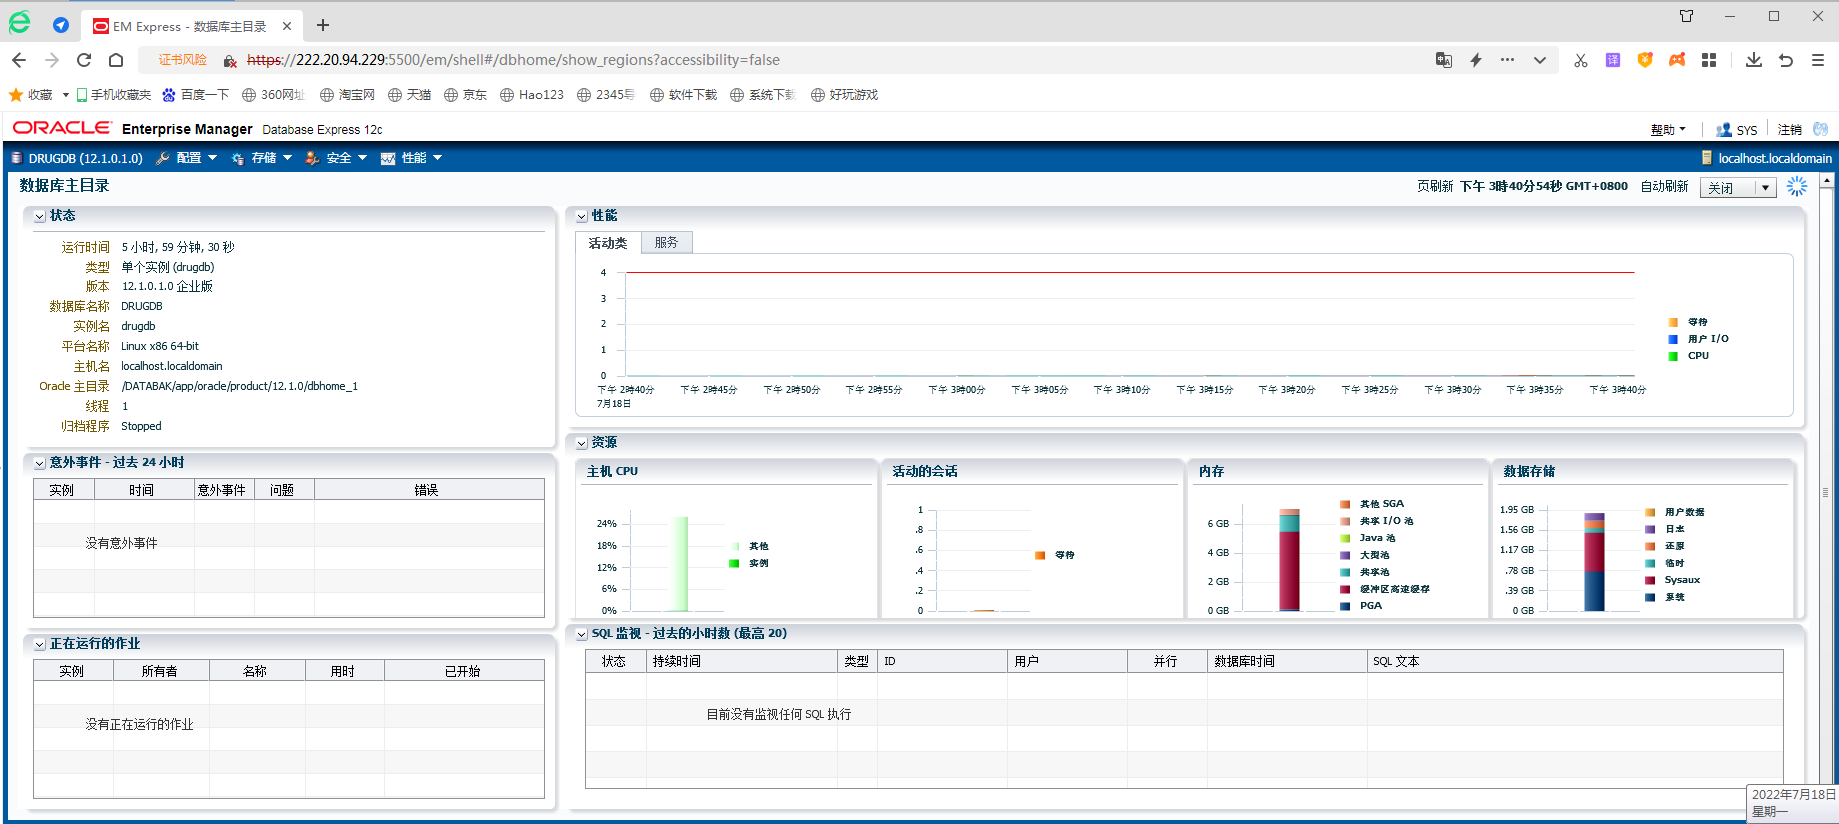 EM Express - 数据库主目录
证书风险
https://222.20.94.229:5500/em/shell#/dbhome/show_regions?accessibility=false
收藏
手机收藏夹
百度一下
360网址
淘宝网
天猫
京东
Hao123
2345导
软件下载
系统下载
好玩游戏
ORACLE Enterprise Manager Database Express 12c
帮助
SYS
注销
DRUGDB (12.1.0.1.0)
配置
存储
安全
性能
localhost.localdomain
数据库主目录
页刷新 下午 3時40分54秒 GMT+0800
自动刷新
关闭
状态
运行时间 5 小时, 59 分钟, 30 秒
类型 单个实例 (drugdb)
版本 12.1.0.1.0 企业版
数据库名称 DRUGDB
实例名 drugdb
平台名称 Linux x86 64-bit
主机名 localhost.localdomain
Oracle 主目录 /DATABAK/app/oracle/product/12.1.0/dbhome_1
线程 1
归档程序 Stopped
意外事件 - 过去 24 小时
实例 时间 意外事件 问题 错误
没有意外事件
正在运行的作业
实例 所有者 名称 用时 已开始
没有正在运行的作业
性能
活动类 服务
4
3
2
1
0
下午 2時40分 下午 2時45分 下午 2時50分 下午 2時55分 下午 3時00分 下午 3時05分 下午 3時10分 下午 3時15分 下午 3時20分 下午 3時25分 下午 3時30分 下午 3時35分 下午 3時40分
7月18日
等待
用户 I/O
CPU
资源
主机 CPU
24%
18%
12%
6%
0%
其他
实例
活动的会话
1
.8
.6
.4
.2
0
等待
内存
6 GB
4 GB
2 GB
0 GB
其他 SGA
共享 I/O 池
Java 池
大型池
共享池
缓冲区高速缓存
PGA
数据存储
1.95 GB
1.56 GB
1.17 GB
.78 GB
.39 GB
0 GB
用户数据
日志
还原
临时
Sysaux
系统
SQL 监视 - 过去的小时数 (最高 20)
状态 持续时间 类型 ID 用户 并行 数据库时间 SQL 文本
目前没有监视任何 SQL 执行
2022年7月18日
星期一